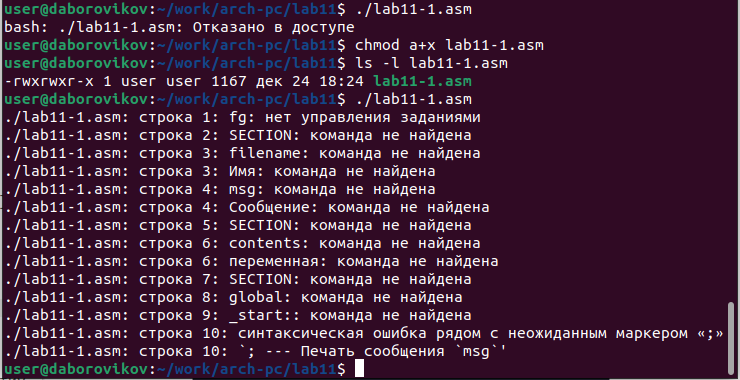 user@daborovikov:~/work/arch-pc/lab11$ ./lab11-1.asm
bash: ./lab11-1.asm: Отказано в доступе
user@daborovikov:~/work/arch-pc/lab11$ chmod a+x lab11-1.asm
user@daborovikov:~/work/arch-pc/lab11$ ls -l lab11-1.asm
-rwxrwxr-x 1 user user 1167 дек 24 18:24 lab11-1.asm
user@daborovikov:~/work/arch-pc/lab11$ ./lab11-1.asm
./lab11-1.asm: строка 1: fg: нет управления заданиями
./lab11-1.asm: строка 2: SECTION: команда не найдена
./lab11-1.asm: строка 3: filename: команда не найдена
./lab11-1.asm: строка 3: Имя: команда не найдена
./lab11-1.asm: строка 4: msg: команда не найдена
./lab11-1.asm: строка 4: Сообщение: команда не найдена
./lab11-1.asm: строка 5: SECTION: команда не найдена
./lab11-1.asm: строка 6: contents: команда не найдена
./lab11-1.asm: строка 6: переменная: команда не найдена
./lab11-1.asm: строка 7: SECTION: команда не найдена
./lab11-1.asm: строка 8: global: команда не найдена
./lab11-1.asm: строка 9: _start:: команда не найдена
./lab11-1.asm: строка 10: синтаксическая ошибка рядом с неожиданным маркером «;»
./lab11-1.asm: строка 10: `; --- Печать сообщения `msg`'
user@daborovikov:~/work/arch-pc/lab11$